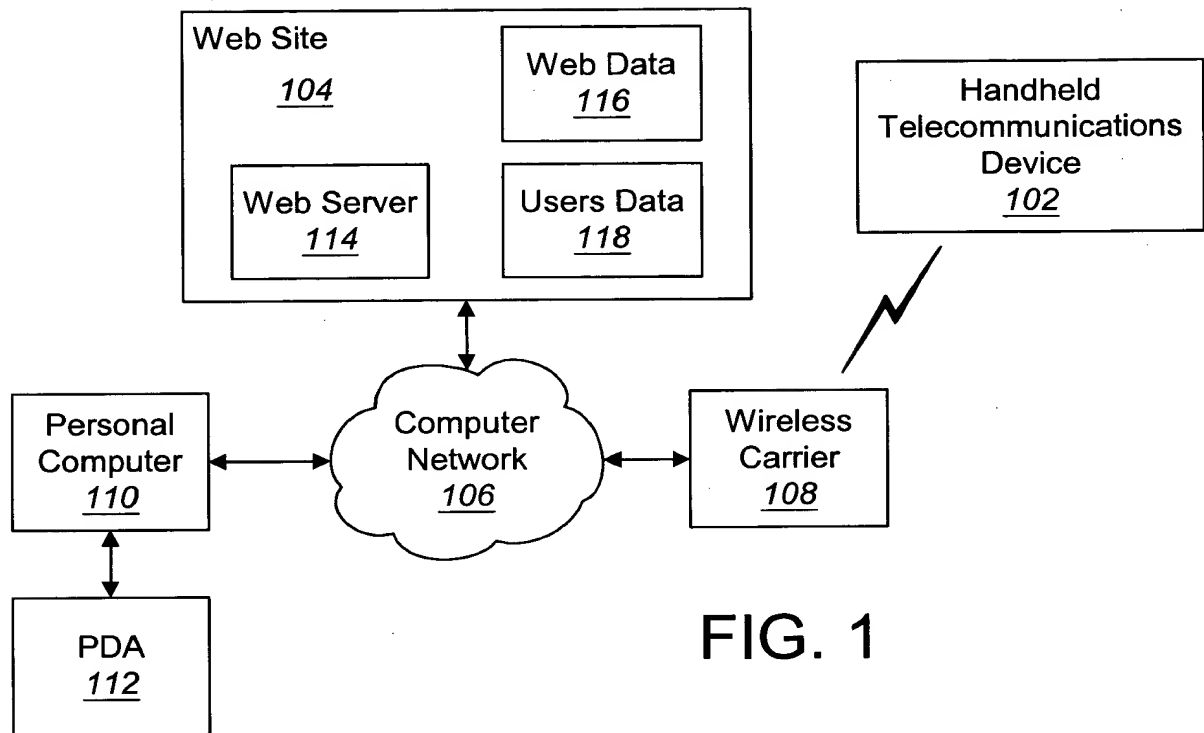 Web Site
104
Web Data
116
Web Server
114
Users Data
118
Handheld
Telecommunications
Device
102
Personal
Computer
110
Computer
Network
106
Wireless
Carrier
108
PDA
112
FIG. 1